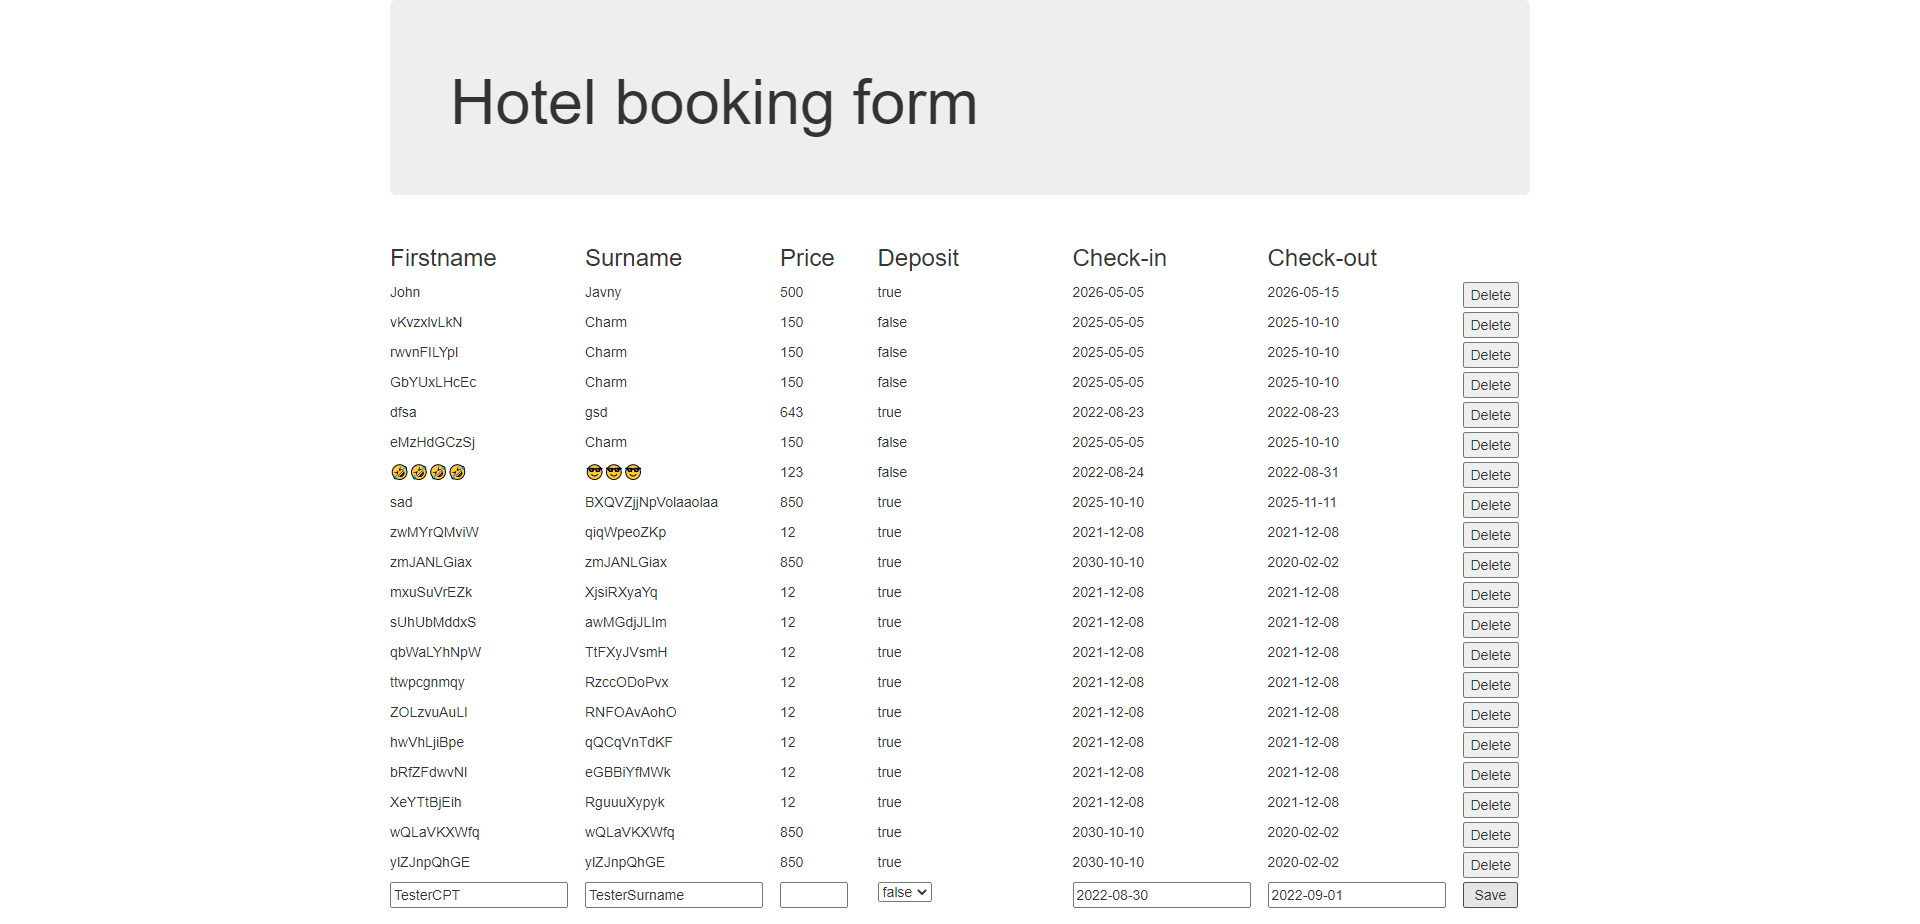 Hotel booking form
Firstname Surname Price Deposit Check-in Check-out
John Javny 500 true 2026-05-05 2026-05-15 Delete
vKvzxIvLkN Charm 150 false 2025-05-05 2025-10-10 Delete
rwvnFILYpI Charm 150 false 2025-05-05 2025-10-10 Delete
GbYUxLHcEc Charm 150 false 2025-05-05 2025-10-10 Delete
dfsa gsd 643 true 2022-08-23 2022-08-23 Delete
eMzHdGCzSj Charm 150 false 2025-05-05 2025-10-10 Delete
🤣🤣🤣🤣 😎😎😎 123 false 2022-08-24 2022-08-31 Delete
sad BXQVZjjNpVolaaolaa 850 true 2025-10-10 2025-11-11 Delete
zwMYrQMviW qiqWpeoZKp 12 true 2021-12-08 2021-12-08 Delete
zmJANLGiax zmJANLGiax 850 true 2030-10-10 2020-02-02 Delete
mxuSuVrEZk XjsiRXyaYq 12 true 2021-12-08 2021-12-08 Delete
sUhUbMddxS awMGdjJLIm 12 true 2021-12-08 2021-12-08 Delete
qbWaLYhNpW TtFXyJVsmH 12 true 2021-12-08 2021-12-08 Delete
ttwpcgnmqy RzccODoPvx 12 true 2021-12-08 2021-12-08 Delete
ZOLzvuAuLI RNFOAvAohO 12 true 2021-12-08 2021-12-08 Delete
hwVhLjiBpe qQCqVnTdKF 12 true 2021-12-08 2021-12-08 Delete
bRfZFdwvNI eGBBiYfMWk 12 true 2021-12-08 2021-12-08 Delete
XeYTtBjEih RguuuXypyk 12 true 2021-12-08 2021-12-08 Delete
wQLaVKXWfq wQLaVKXWfq 850 true 2030-10-10 2020-02-02 Delete
yIZJnpQhGE yIZJnpQhGE 850 true 2030-10-10 2020-02-02 Delete
TesterCPT TesterSurname false 2022-08-30 2022-09-01 Save